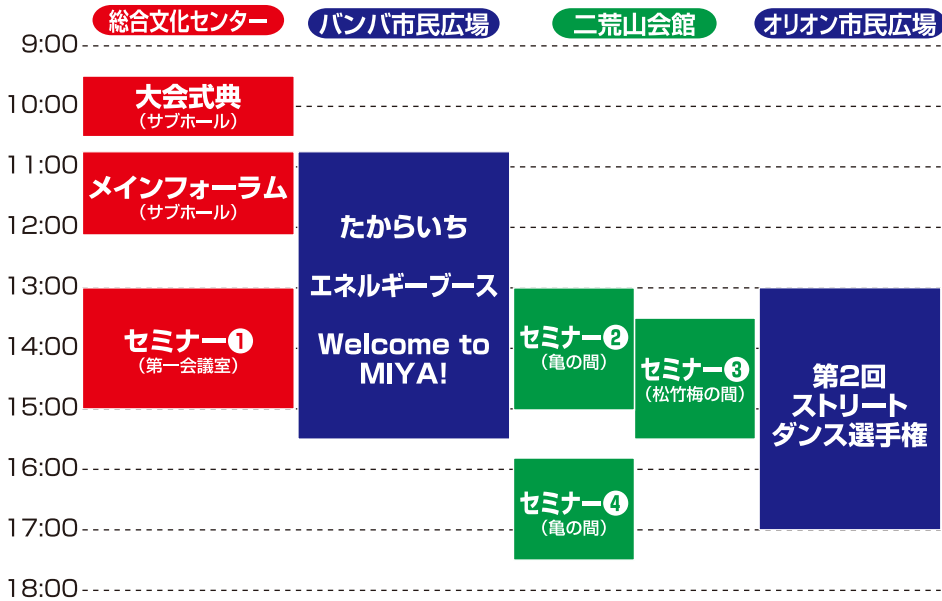 総合文化センター
バンバ市民広場
二荒山会館
オリオン市民広場
9:00
10:00
11:00
12:00
13:00
14:00
15:00
16:00
17:00
18:00
大会式典
(サブホール)
メインフォーラム
(サブホール)
セミナー❶
(第一会議室)
たからいち
エネルギーブース
Welcome to
MIYA!
セミナー❷
(亀の間)
セミナー❸
(松竹梅の間)
セミナー❹
(亀の間)
第2回
ストリート
ダンス選手権